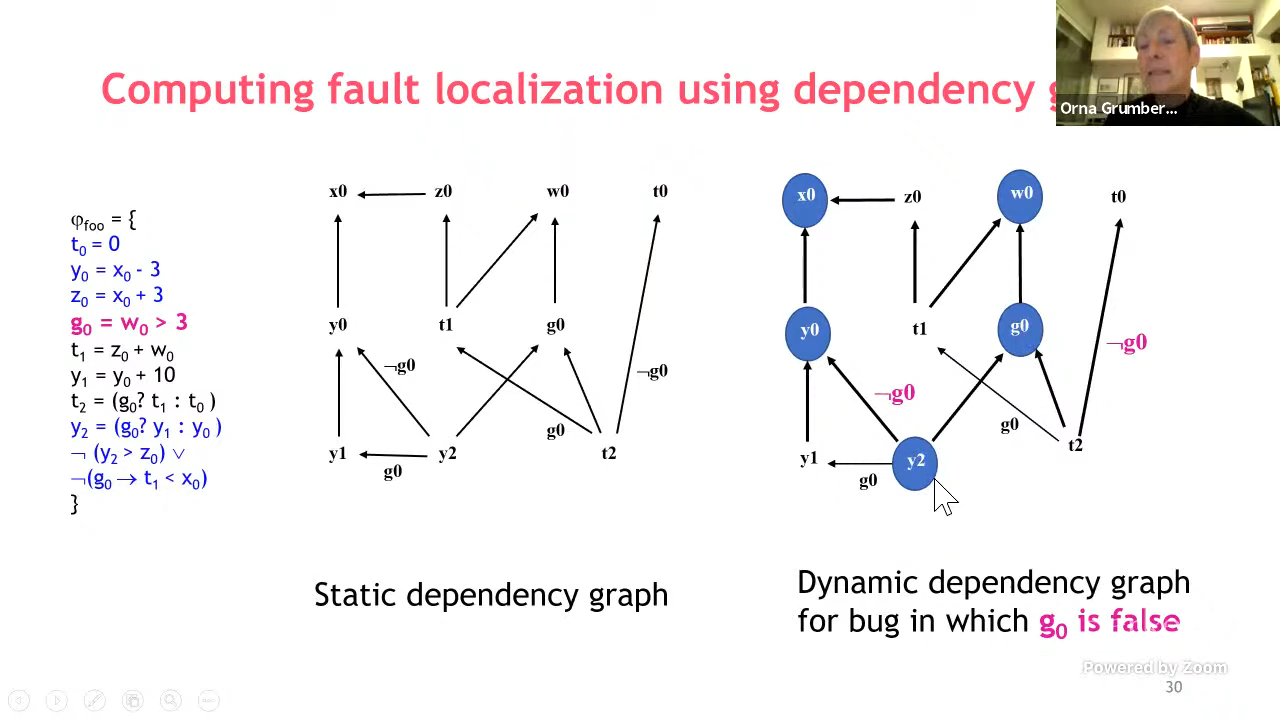 Computing fault localization using dependency
Orna Grumber...
φfoo = {
t0 = 0
y0 = x0 - 3
z0 = x0 + 3
g0 = w0 > 3
t1 = z0 + w0
y1 = y0 + 10
t2 = (g0? t1 : t0 )
y2 = (g0? y1 : y0 )
¬ (y2 > z0) ∨
¬(g0 → t1 < x0)
}
x0 z0 w0 t0
y0 t1 g0
¬g0 ¬g0
g0
y1 y2 t2
g0
Static dependency graph
x0 z0 w0 t0
y0 t1 g0
¬g0
¬g0
g0
y1 y2 t2
g0
Dynamic dependency graph
for bug in which g0 is false
Powered by Zoom
30